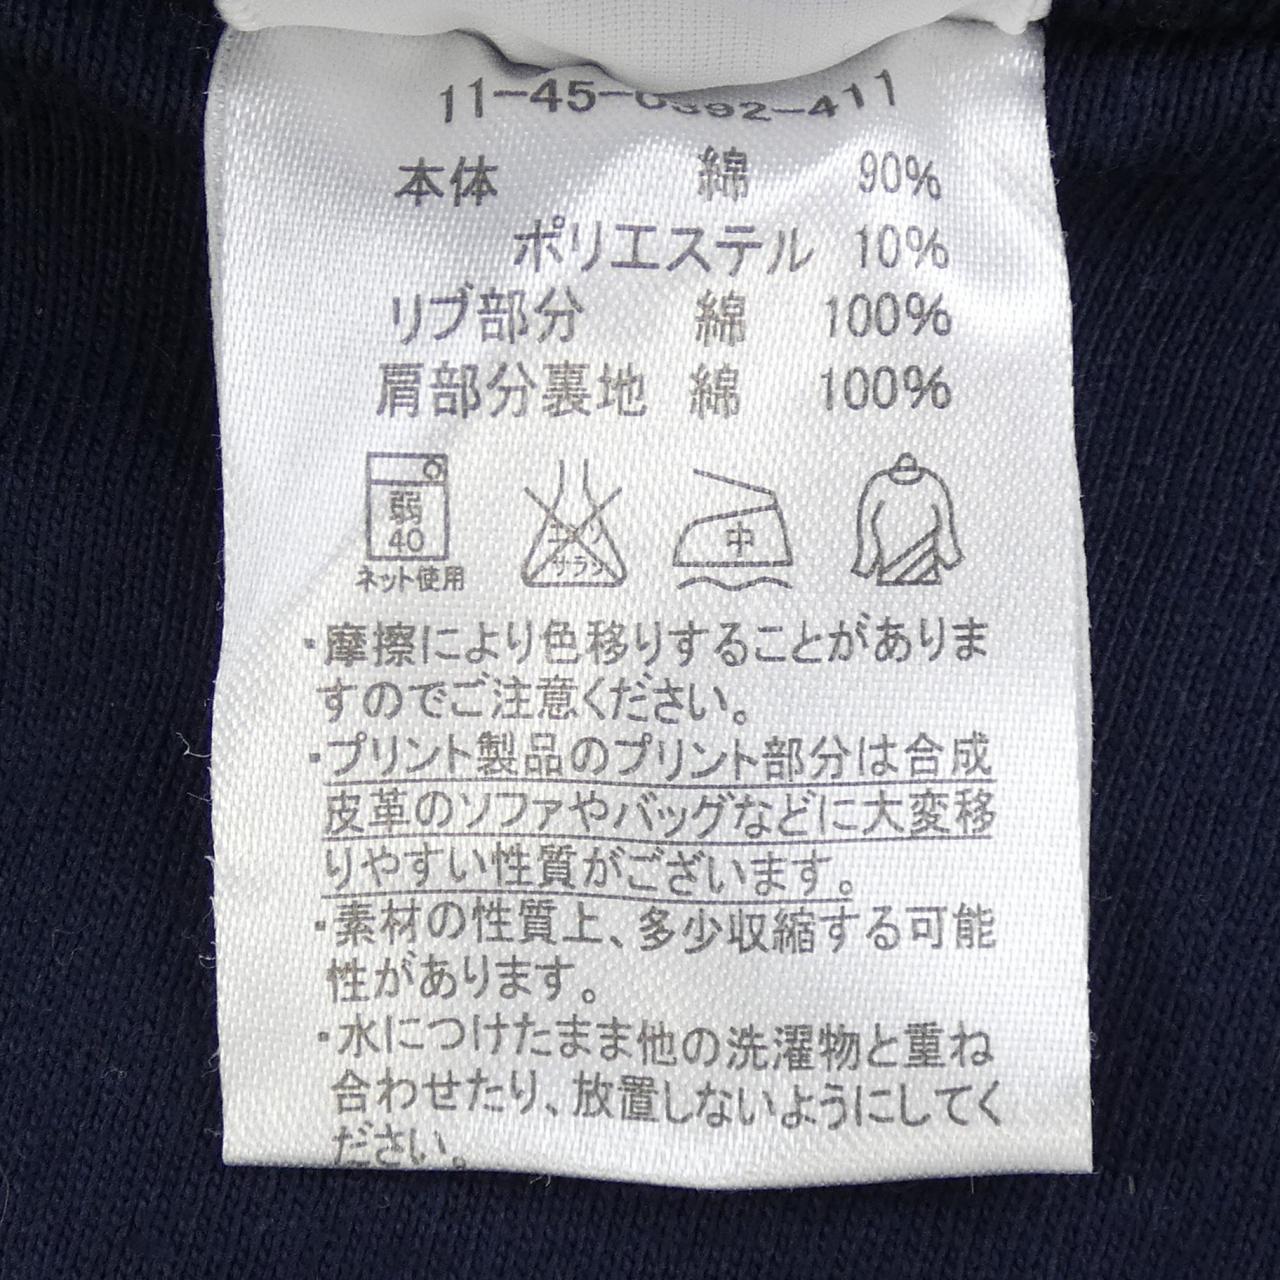 11-45-0392-411
本体 綿 90%
ポリエステル 10%
リブ部分 綿 100%
肩部分裏地 綿 100%
弱
40
ネット使用
エンソ
サラシ
中
・摩擦により色移りすることがありま
すのでご注意ください。
・プリント製品のプリント部分は合成
皮革のソファやバッグなどに大変移
りやすい性質がございます。
・素材の性質上、多少収縮する可能
性があります。
・水につけたまま他の洗濯物と重ね
合わせたり、放置しないようにしてく
ださい。